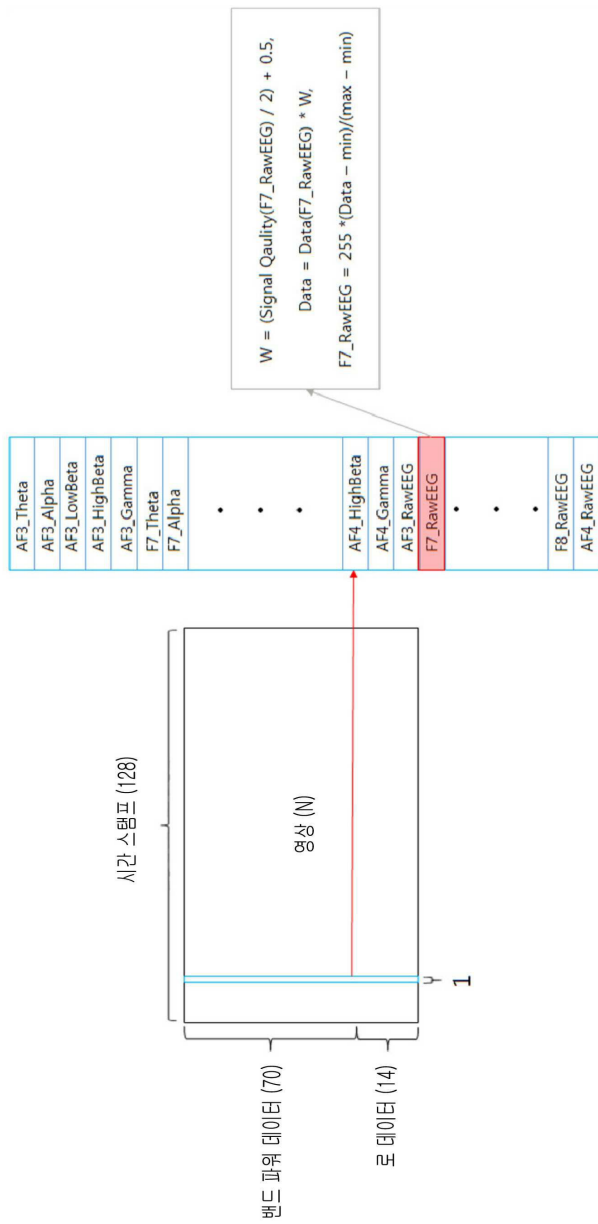 시간 스탬프 (128)
밴드 파워 데이터 (70)
로 데이터 (14)
영상 (N)
1
AF3_Theta
AF3_Alpha
AF3_LowBeta
AF3_HighBeta
AF3_Gamma
F7_Theta
F7_Alpha
AF4_HighBeta
AF4_Gamma
AF3_RawEEG
F7_RawEEG
F8_RawEEG
AF4_RawEEG
W = (Signal Qaulity(F7_RawEEG) / 2) + 0.5,
Data = Data(F7_RawEEG) * W,
F7_RawEEG = 255 *(Data − min)/(max − min)